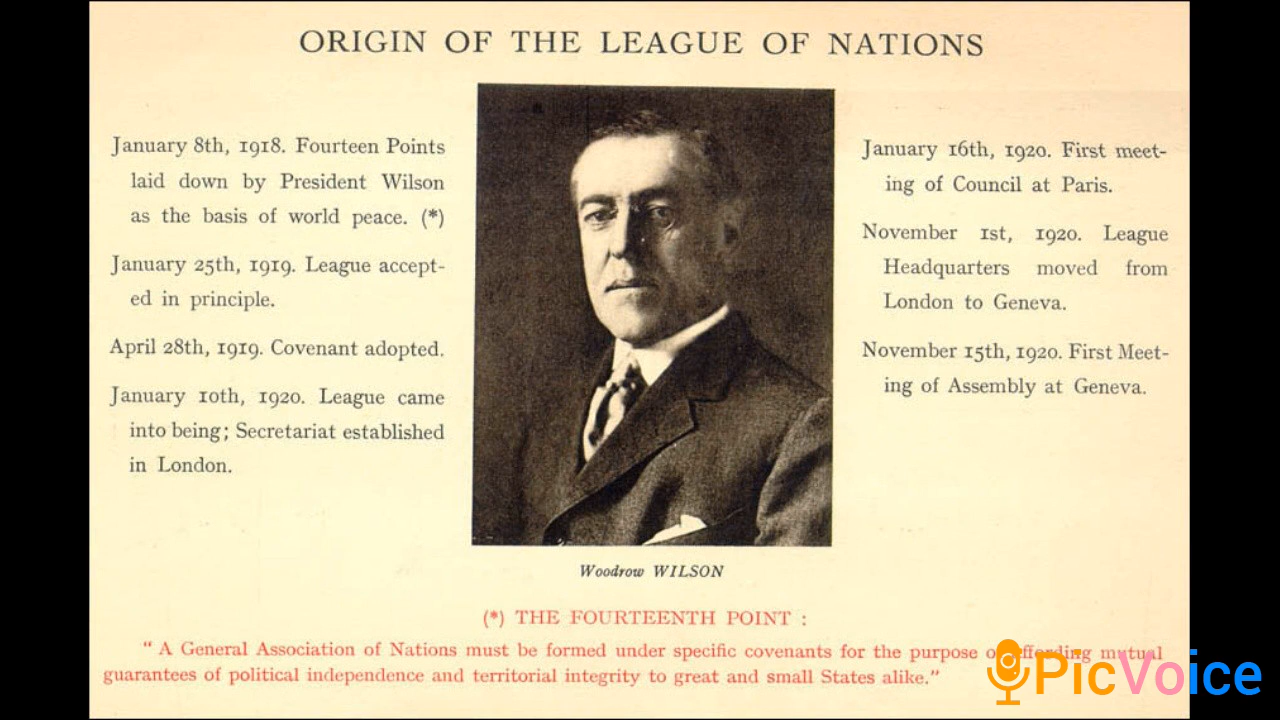 ORIGIN OF THE LEAGUE OF NATIONS
January 8th, 1918. Fourteen Points
laid down by President Wilson
as the basis of world peace. (*)
January 25th, 1919. League accept-
ed in principle.
April 28th, 1919. Covenant adopted.
January 10th, 1920. League came
into being; Secretariat established
in London.
January 16th, 1920. First meet-
ing of Council at Paris.
November 1st, 1920. League
Headquarters moved from
London to Geneva.
November 15th, 1920. First Meet-
ing of Assembly at Geneva.
Woodrow WILSON
(*) THE FOURTEENTH POINT :
" A General Association of Nations must be formed under specific covenants for the purpose of affording mutual
guarantees of political independence and territorial integrity to great and small States alike."
PicVoice